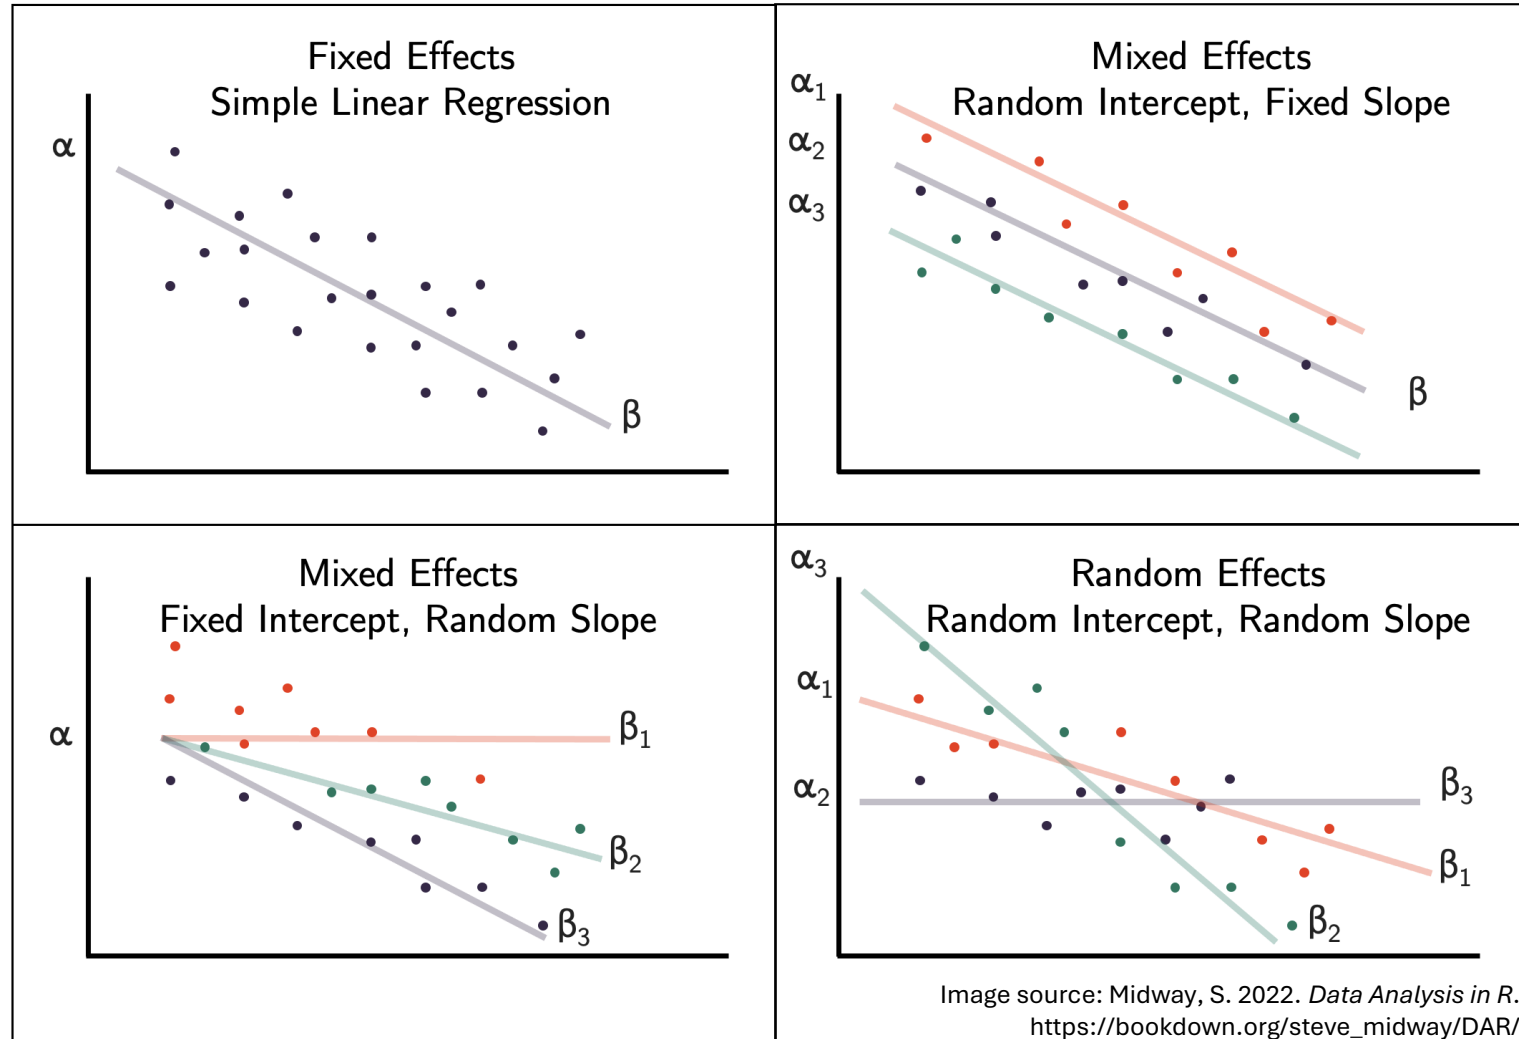 Fixed Effects
Simple Linear Regression
α
β
Mixed Effects
Random Intercept, Fixed Slope
α₁
α₂
α₃
β
Mixed Effects
Fixed Intercept, Random Slope
α
β₁
β₂
β₃
Random Effects
Random Intercept, Random Slope
α₃
α₁
α₂
β₃
β₁
β₂
Image source: Midway, S. 2022. Data Analysis in R.
https://bookdown.org/steve_midway/DAR/